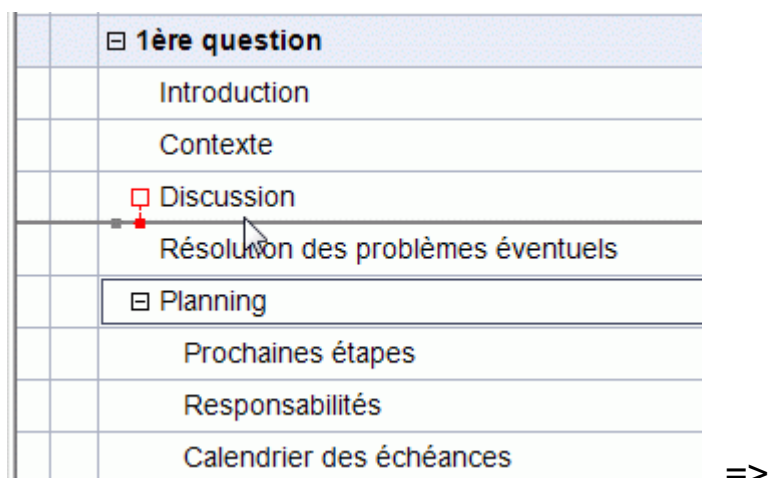 1ère question
Introduction
Contexte
Discussion
Résolution des problèmes éventuels
Planning
Prochaines étapes
Responsabilités
Calendrier des échéances
=>